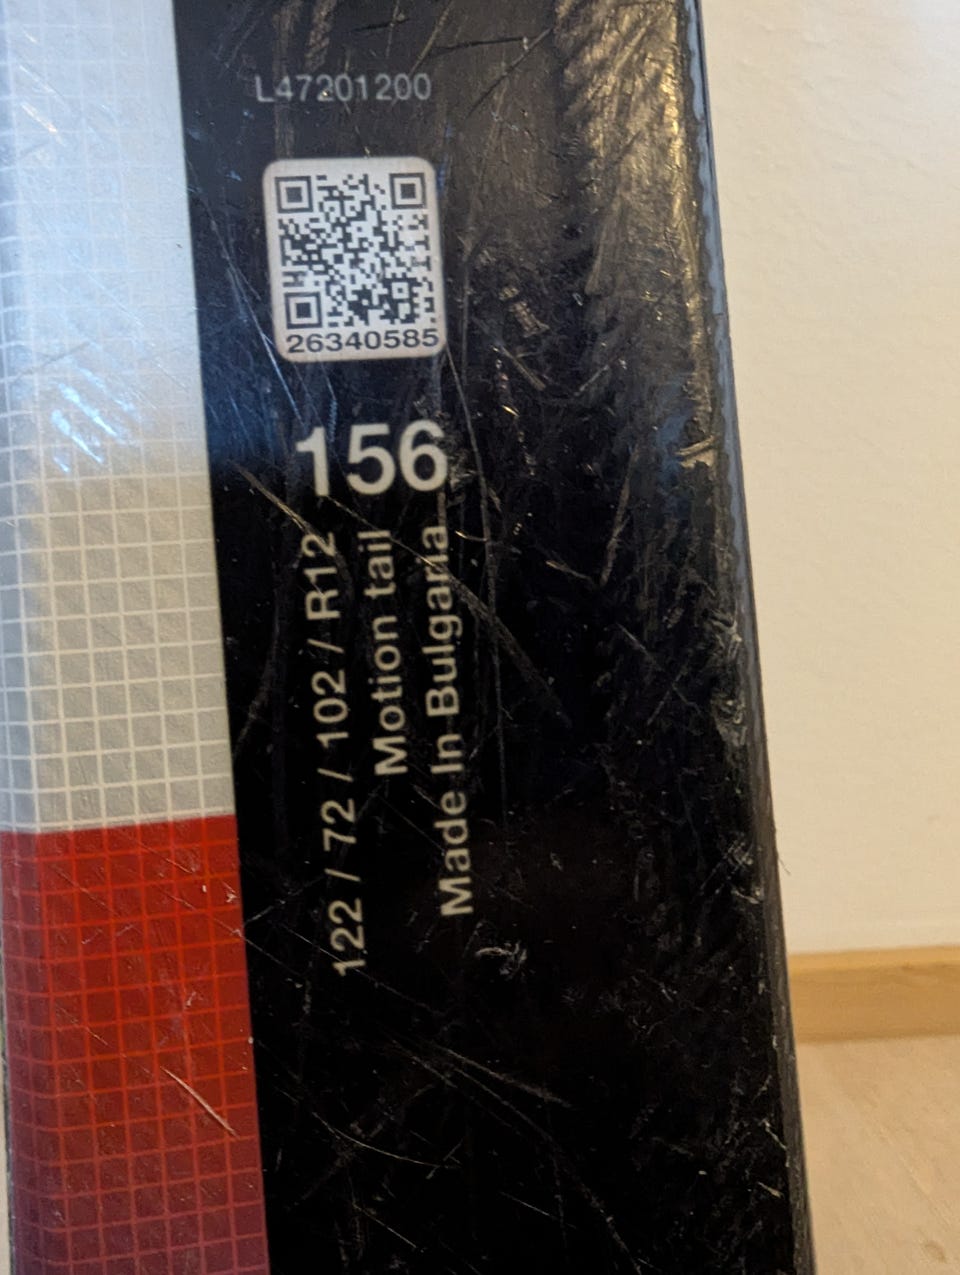 L47201200
26340585
156
122 / 72 / 102 / R12
Motion tail
Made In Bulgaria